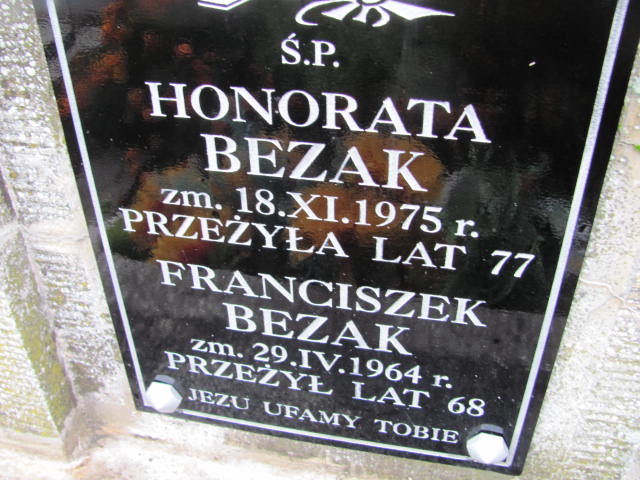 Ś.P.
HONORATA
BEZAK
zm. 18.XI.1975 r.
PRZEŻYŁA LAT 77
FRANCISZEK
BEZAK
zm. 29.IV.1964 r.
PRZEŻYŁ LAT 68
JEZU UFAMY TOBIE